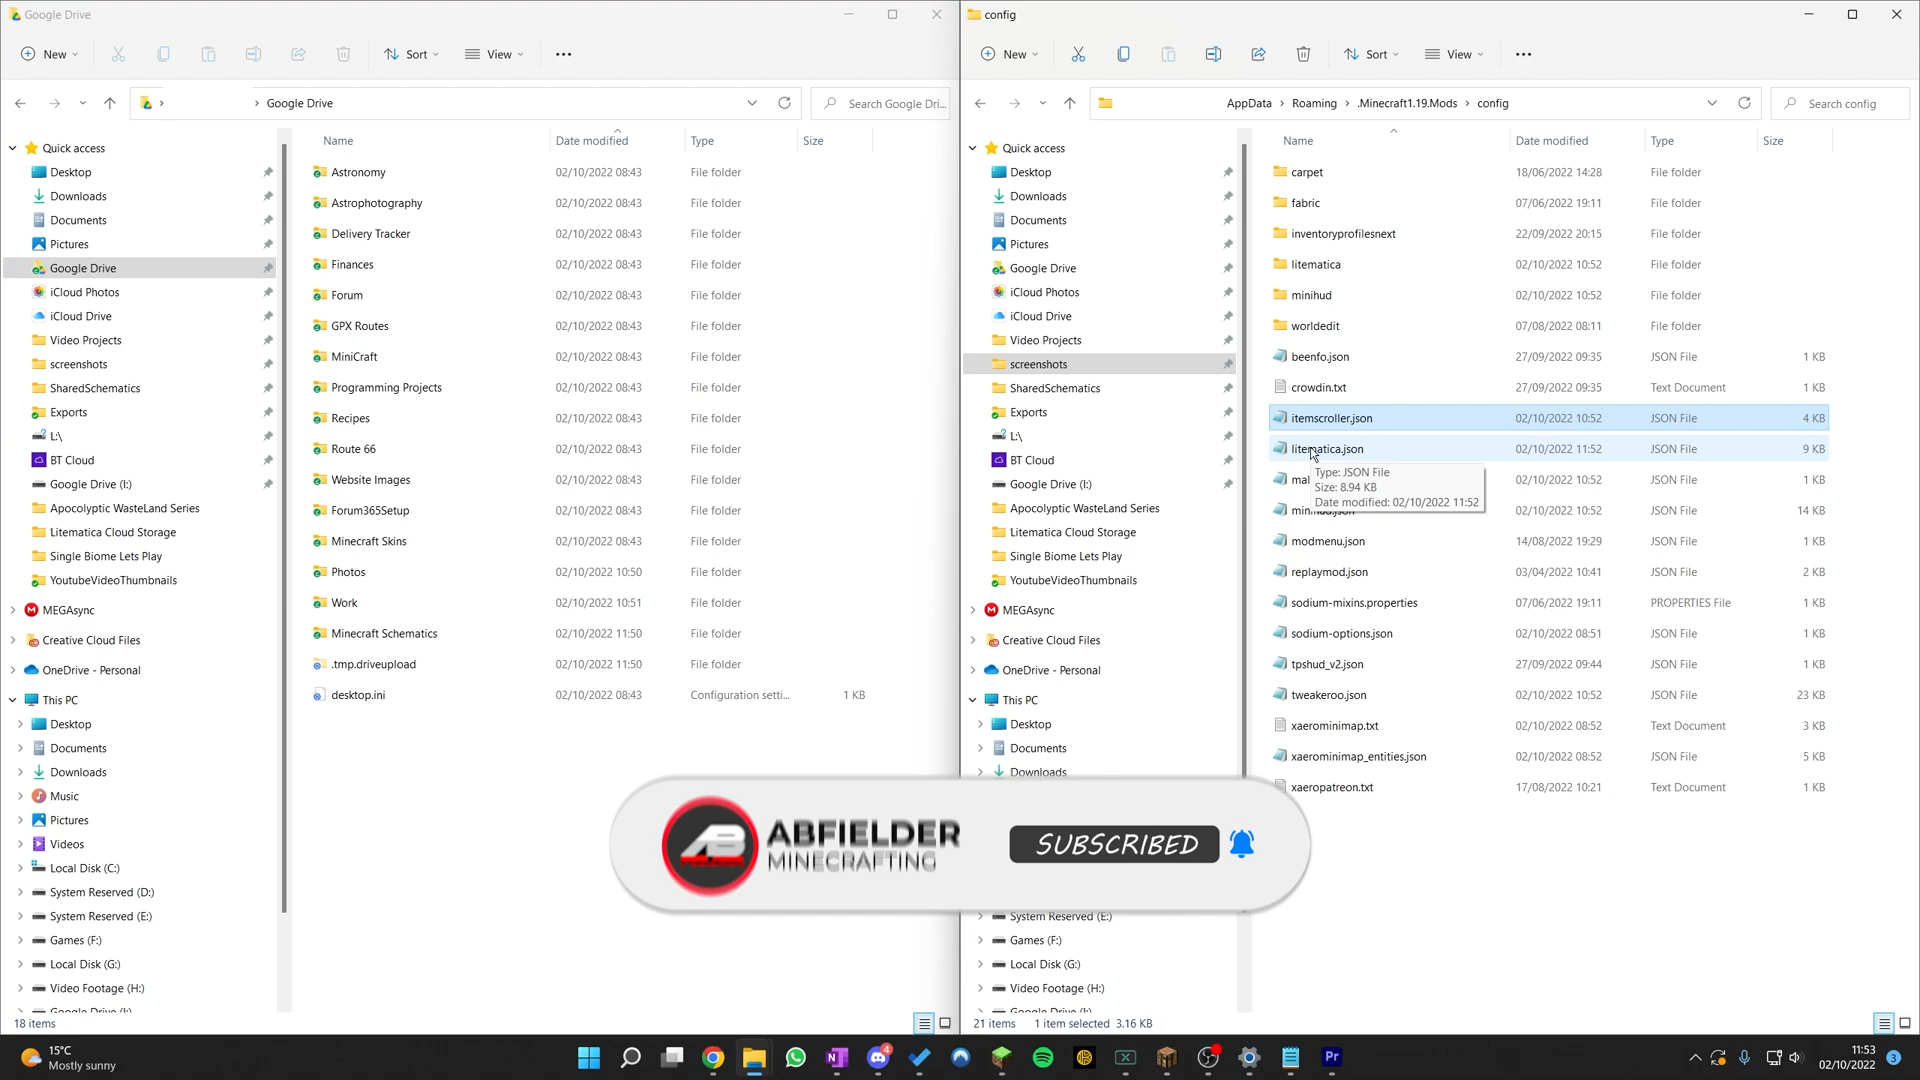 Google Drive
New
Sort
View
Google Drive
Search Google Dri...
Quick access
Desktop
Downloads
Documents
Pictures
Google Drive
iCloud Photos
iCloud Drive
Video Projects
screenshots
SharedSchematics
Exports
L:\
BT Cloud
Google Drive (I:)
Apocolyptic WasteLand Series
Litematica Cloud Storage
Single Biome Lets Play
YoutubeVideoThumbnails
MEGAsync
Creative Cloud Files
OneDrive - Personal
This PC
Desktop
Documents
Downloads
Music
Pictures
Videos
Local Disk (C:)
System Reserved (D:)
System Reserved (E:)
Games (F:)
Local Disk (G:)
Video Footage (H:)
Google Drive (I:)
Name Date modified Type Size
Astronomy 02/10/2022 08:43 File folder
Astrophotography 02/10/2022 08:43 File folder
Delivery Tracker 02/10/2022 08:43 File folder
Finances 02/10/2022 08:43 File folder
Forum 02/10/2022 08:43 File folder
GPX Routes 02/10/2022 08:43 File folder
MiniCraft 02/10/2022 08:43 File folder
Programming Projects 02/10/2022 08:43 File folder
Recipes 02/10/2022 08:43 File folder
Route 66 02/10/2022 08:43 File folder
Website Images 02/10/2022 08:43 File folder
Forum365Setup 02/10/2022 08:43 File folder
Minecraft Skins 02/10/2022 08:43 File folder
Photos 02/10/2022 10:50 File folder
Work 02/10/2022 10:51 File folder
Minecraft Schematics 02/10/2022 11:50 File folder
.tmp.driveupload 02/10/2022 11:50 File folder
desktop.ini 02/10/2022 08:43 Configuration setti... 1 KB
18 items
config
New
Sort
View
AppData > Roaming > .Minecraft1.19.Mods > config
Search config
Quick access
Desktop
Downloads
Documents
Pictures
Google Drive
iCloud Photos
iCloud Drive
Video Projects
screenshots
SharedSchematics
Exports
L:\
BT Cloud
Google Drive (I:)
Apocolyptic WasteLand Series
Litematica Cloud Storage
Single Biome Lets Play
YoutubeVideoThumbnails
MEGAsync
Creative Cloud Files
OneDrive - Personal
This PC
Desktop
Documents
Downloads
System Reserved (E:)
Games (F:)
Local Disk (G:)
Video Footage (H:)
Google Drive (I:)
Name Date modified Type Size
carpet 18/06/2022 14:28 File folder
fabric 07/06/2022 19:11 File folder
inventoryprofilesnext 22/09/2022 20:15 File folder
litematica 02/10/2022 10:52 File folder
minihud 02/10/2022 10:52 File folder
worldedit 07/08/2022 08:11 File folder
beenfo.json 27/09/2022 09:35 JSON File 1 KB
crowdin.txt 27/09/2022 09:35 Text Document 1 KB
itemscroller.json 02/10/2022 10:52 JSON File 4 KB
litematica.json 02/10/2022 11:52 JSON File 9 KB
mal 02/10/2022 10:52 JSON File 1 KB
minihud.json 02/10/2022 10:52 JSON File 14 KB
modmenu.json 14/08/2022 19:29 JSON File 1 KB
replaymod.json 03/04/2022 10:41 JSON File 2 KB
sodium-mixins.properties 07/06/2022 19:11 PROPERTIES File 1 KB
sodium-options.json 02/10/2022 08:51 JSON File 1 KB
tpshud_v2.json 27/09/2022 09:44 JSON File 1 KB
tweakeroo.json 02/10/2022 10:52 JSON File 23 KB
xaerominimap.txt 02/10/2022 08:52 Text Document 3 KB
xaerominimap_entities.json 02/10/2022 08:52 JSON File 5 KB
xaeropatreon.txt 17/08/2022 10:21 Text Document 1 KB
Type: JSON File
Size: 8.94 KB
Date modified: 02/10/2022 11:52
21 items 1 item selected 3.16 KB
ABFIELDER
MINECRAFTING
SUBSCRIBED
15°C
Mostly sunny
4
N
Pr
11:53
02/10/2022
3